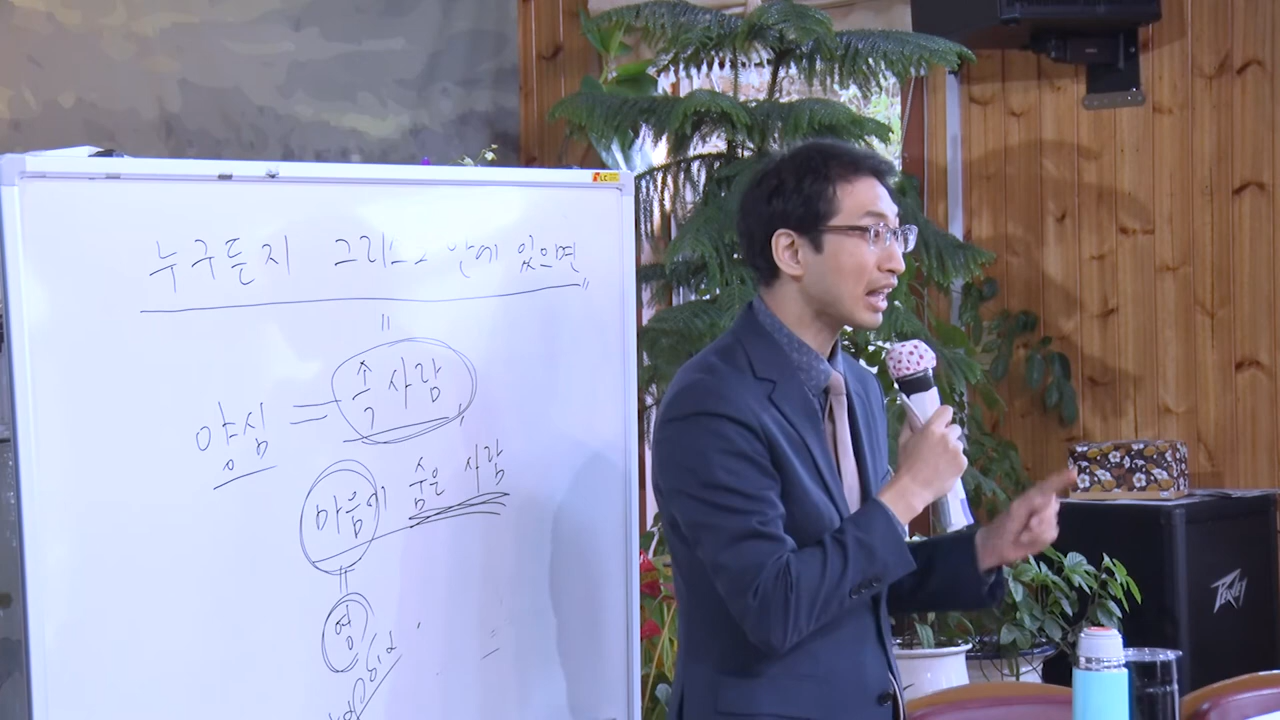 누구든지 그리스도 안에 있으면
=
양심 = 속사람
마음에 숨은 사람
=
영
PEAVEY